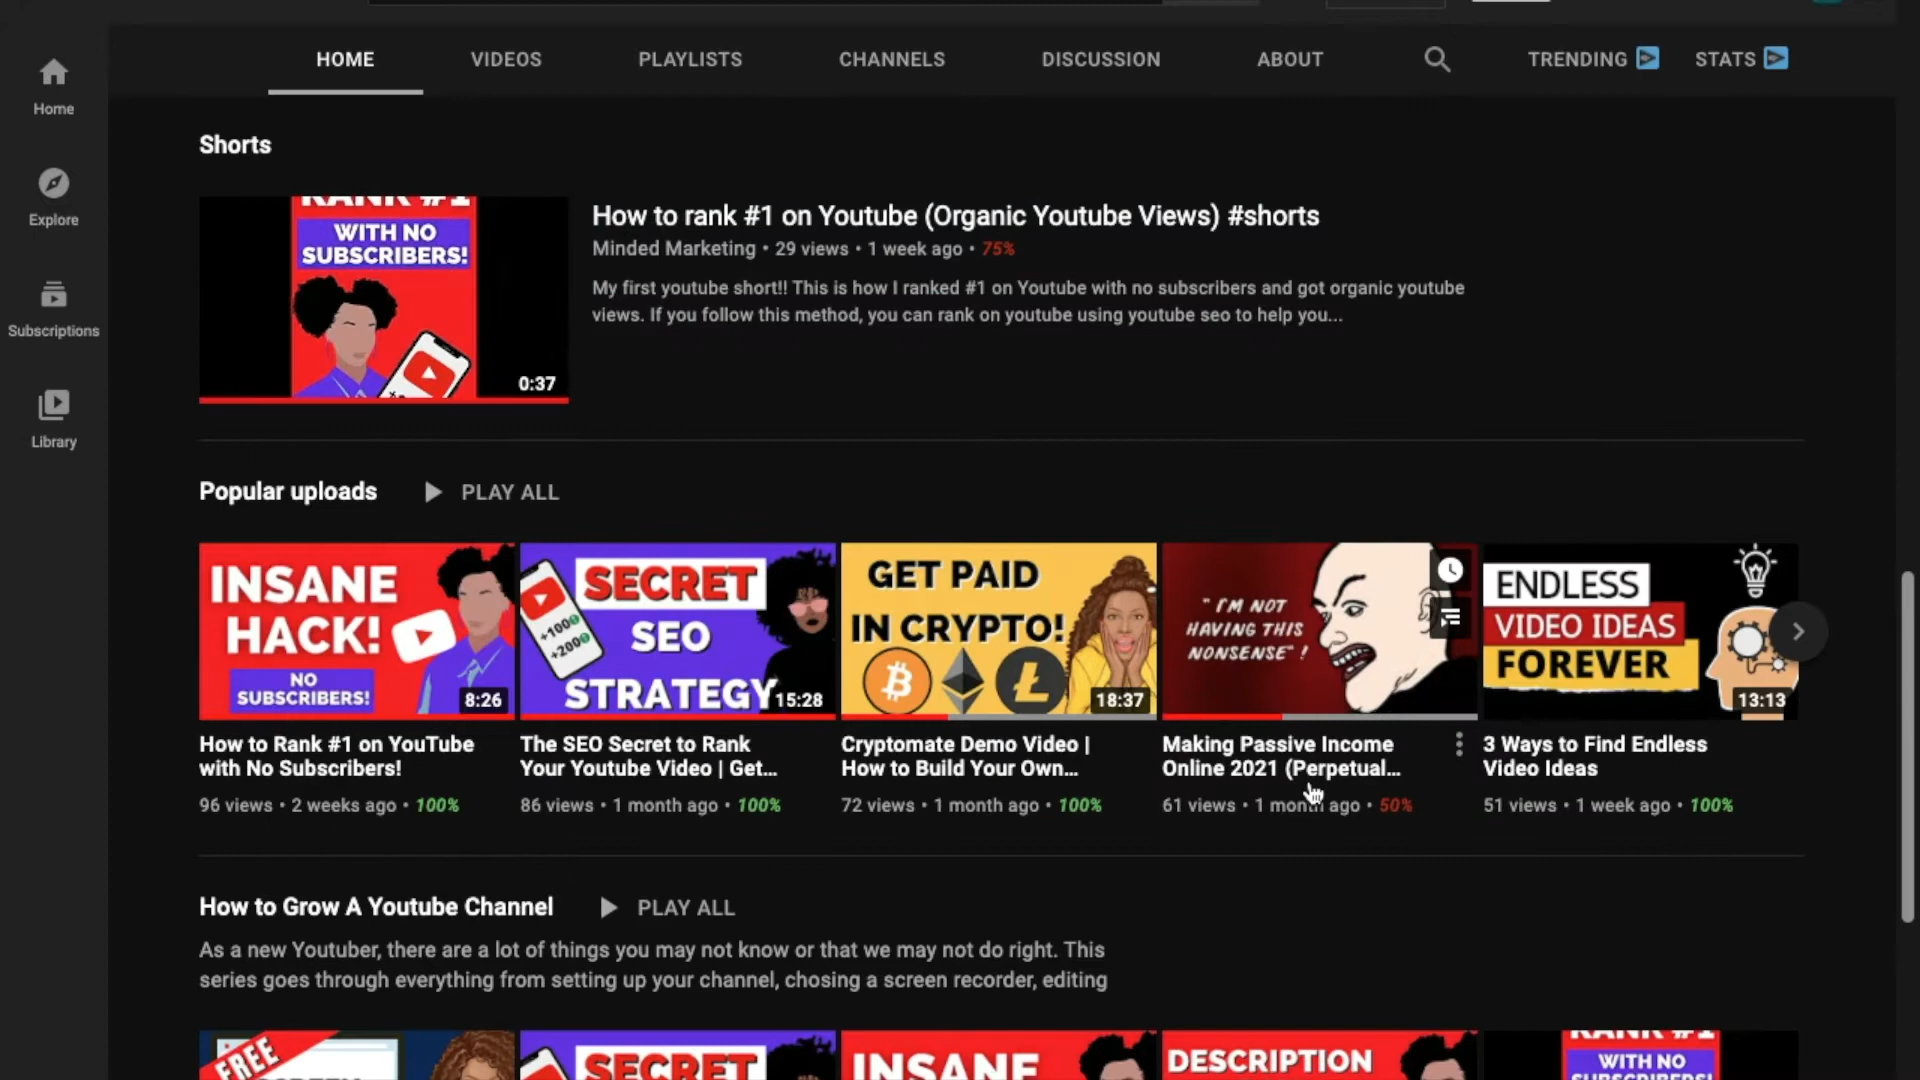 HOME VIDEOS PLAYLISTS CHANNELS DISCUSSION ABOUT TRENDING STATS
Home
Explore
Subscriptions
Library
Shorts
RANK #1
WITH NO
SUBSCRIBERS!
0:37
How to rank #1 on Youtube (Organic Youtube Views) #shorts
Minded Marketing • 29 views • 1 week ago • 75%
My first youtube short!! This is how I ranked #1 on Youtube with no subscribers and got organic youtube
views. If you follow this method, you can rank on youtube using youtube seo to help you...
Popular uploads PLAY ALL
INSANE
HACK!
NO
SUBSCRIBERS!
8:26
How to Rank #1 on YouTube
with No Subscribers!
96 views • 2 weeks ago • 100%
+100
+200
SECRET
SEO
STRATEGY
15:28
The SEO Secret to Rank
Your Youtube Video | Get...
86 views • 1 month ago • 100%
GET PAID
IN CRYPTO!
18:37
Cryptomate Demo Video |
How to Build Your Own...
72 views • 1 month ago • 100%
"I'M NOT
HAVING THIS
NONSENSE" !
Making Passive Income
Online 2021 (Perpetual...
61 views • 1 month ago • 50%
ENDLESS
VIDEO IDEAS
FOREVER
13:13
3 Ways to Find Endless
Video Ideas
51 views • 1 week ago • 100%
How to Grow A Youtube Channel PLAY ALL
As a new Youtuber, there are a lot of things you may not know or that we may not do right. This
series goes through everything from setting up your channel, chosing a screen recorder, editing
FREE
SECRET
INSANE
DESCRIPTION
RANK #1
WITH NO
SUBSCRIBERS!